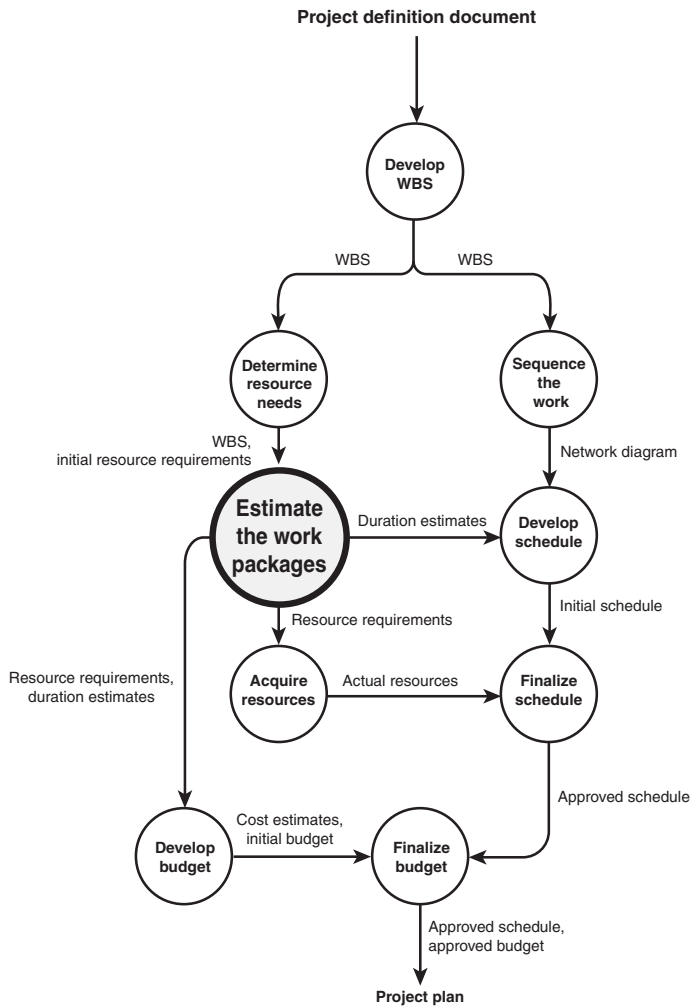 Project definition document
Develop
WBS
WBS
WBS
Determine
resource
needs
Sequence
the
work
WBS,
initial resource requirements
Network diagram
Estimate
the work
packages
Duration estimates
Develop
schedule
Resource requirements
Initial schedule
Resource requirements,
duration estimates
Acquire
resources
Actual resources
Finalize
schedule
Approved schedule
Develop
budget
Cost estimates,
initial budget
Finalize
budget
Approved schedule,
approved budget
Project plan